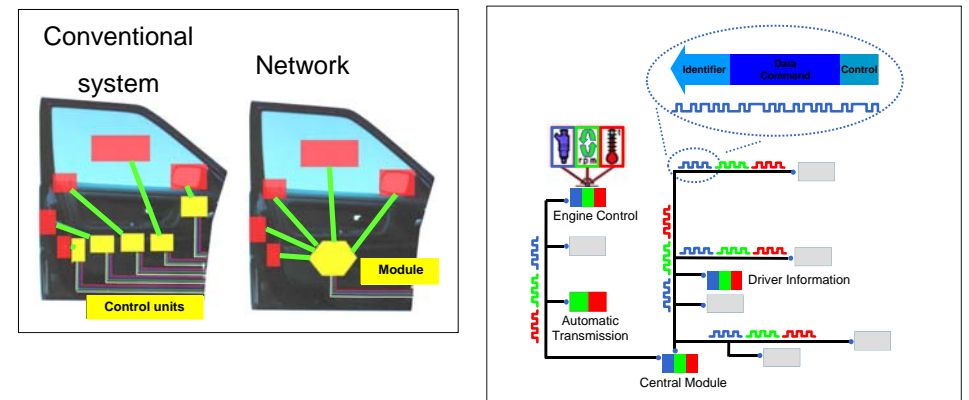 Conventional
system
Network
Module
Control units
Identifier
Data
Command
Control
rpm
Engine Control
Driver Information
Automatic
Transmission
Central Module